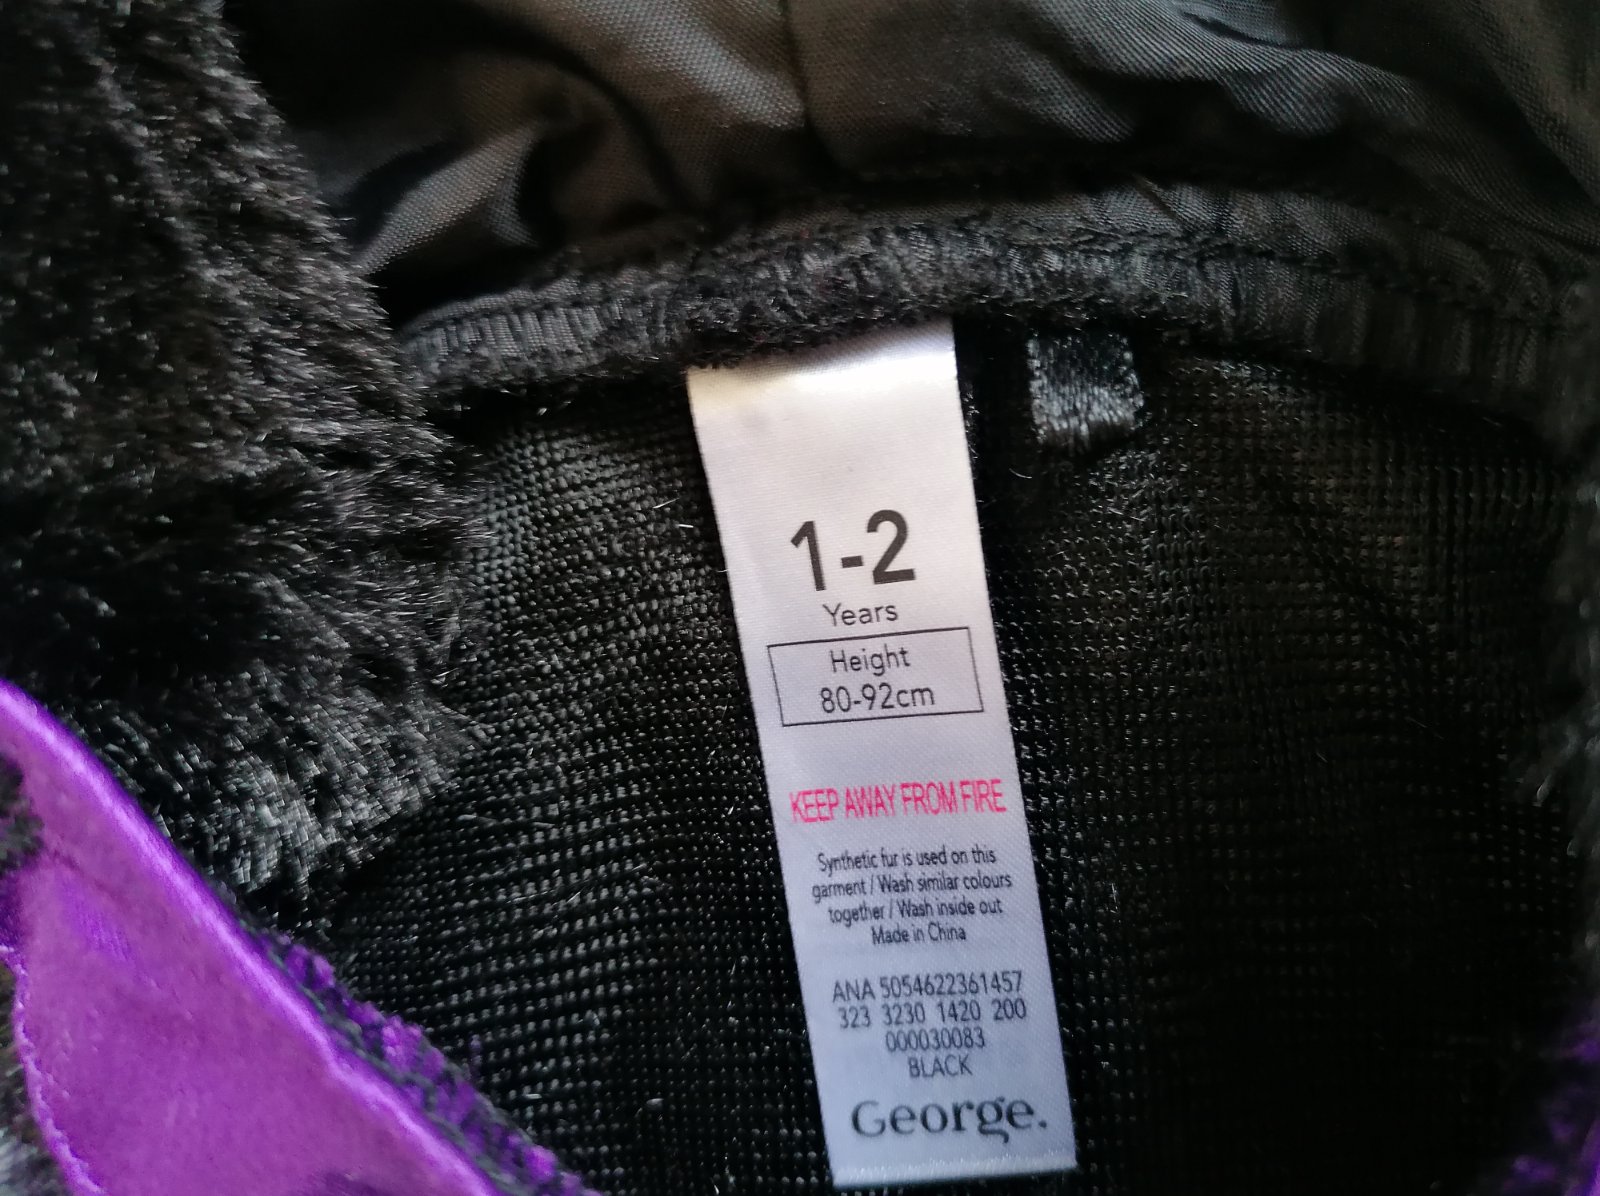 1-2
Years
Height
80-92cm
KEEP AWAY FROM FIRE
Synthetic fur is used on this
garment / Wash similar colours
together / Wash inside out
Made in China
ANA 5054622361457
323 3230 1420 200
000030083
BLACK
George.